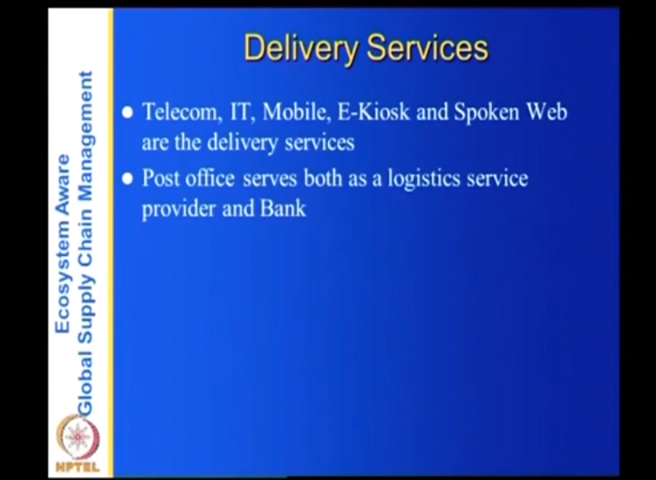 Delivery Services
Telecom, IT, Mobile, E-Kiosk and Spoken Web
are the delivery services
Post office serves both as a logistics service
provider and Bank
Ecosystem Aware
Global Supply Chain Management
NPTEL